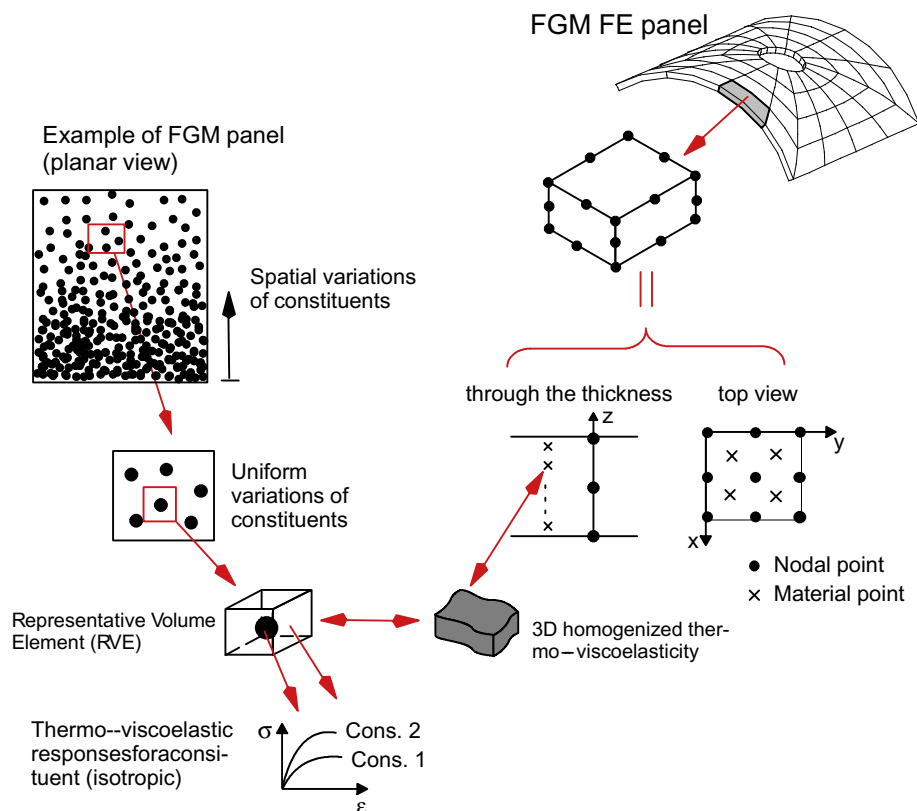 FGM FE panel
Example of FGM panel
(planar view)
Spatial variations
of constituents
through the thickness
top view
z
y
x
Uniform
variations of
constituents
Nodal point
Material point
Representative Volume
Element (RVE)
3D homogenized ther-
mo–viscoelasticity
Thermo--viscoelastic
responsesforaconsi-
tuent (isotropic)
σ
Cons. 2
Cons. 1
ε